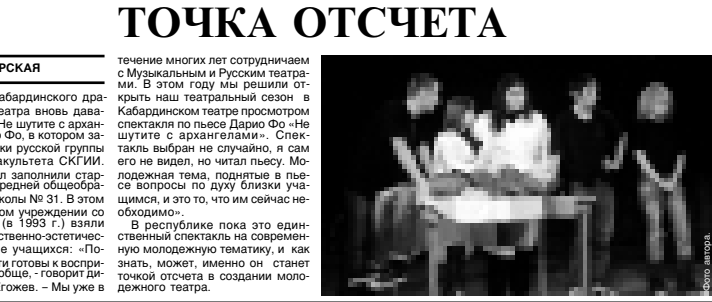 ТОЧКА ОТСЧЕТА
РСКАЯ
абардинского дра-
еатра вновь дава-
Не шутите с архан-
Фо, в котором за-
ки русской группы
акультета СКГИИ.
л заполнили стар-
редней общеобра-
колы № 31. В этом
ом учреждении со
(в 1993 г.) взяли
ственно-эстетичес-
е учащихся: «По-
ти готовы к воспри-
обще, - говорит ди-
гожев. – Мы уже в
течение многих лет сотрудничаем
с Музыкальным и Русским театра-
ми. В этом году мы решили от-
крыть наш театральный сезон в
Кабардинском театре просмотром
спектакля по пьесе Дарио Фо «Не
шутите с архангелами». Спек-
такль выбран не случайно, я сам
его не видел, но читал пьесу. Мо-
лодежная тема, поднятые в пье-
се вопросы по духу близки уча-
щимся, и это то, что им сейчас не-
обходимо».
В республике пока это един-
ственный спектакль на современ-
ную молодежную тематику, и как
знать, может, именно он станет
точкой отсчета в создании моло-
дежного театра.
Фото автора.